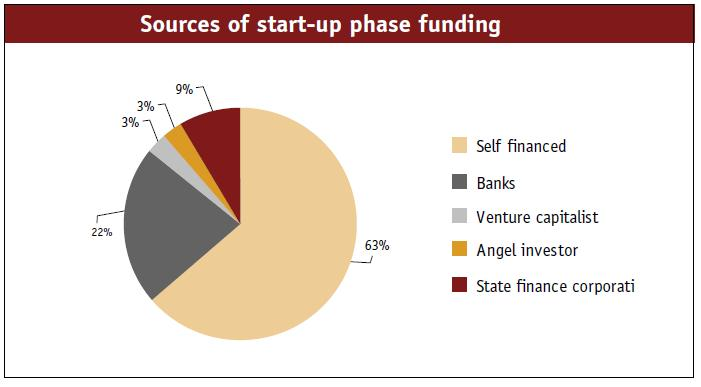 Sources of start-up phase funding
9%
3%
3%
22%
63%
Self financed
Banks
Venture capitalist
Angel investor
State finance corporati